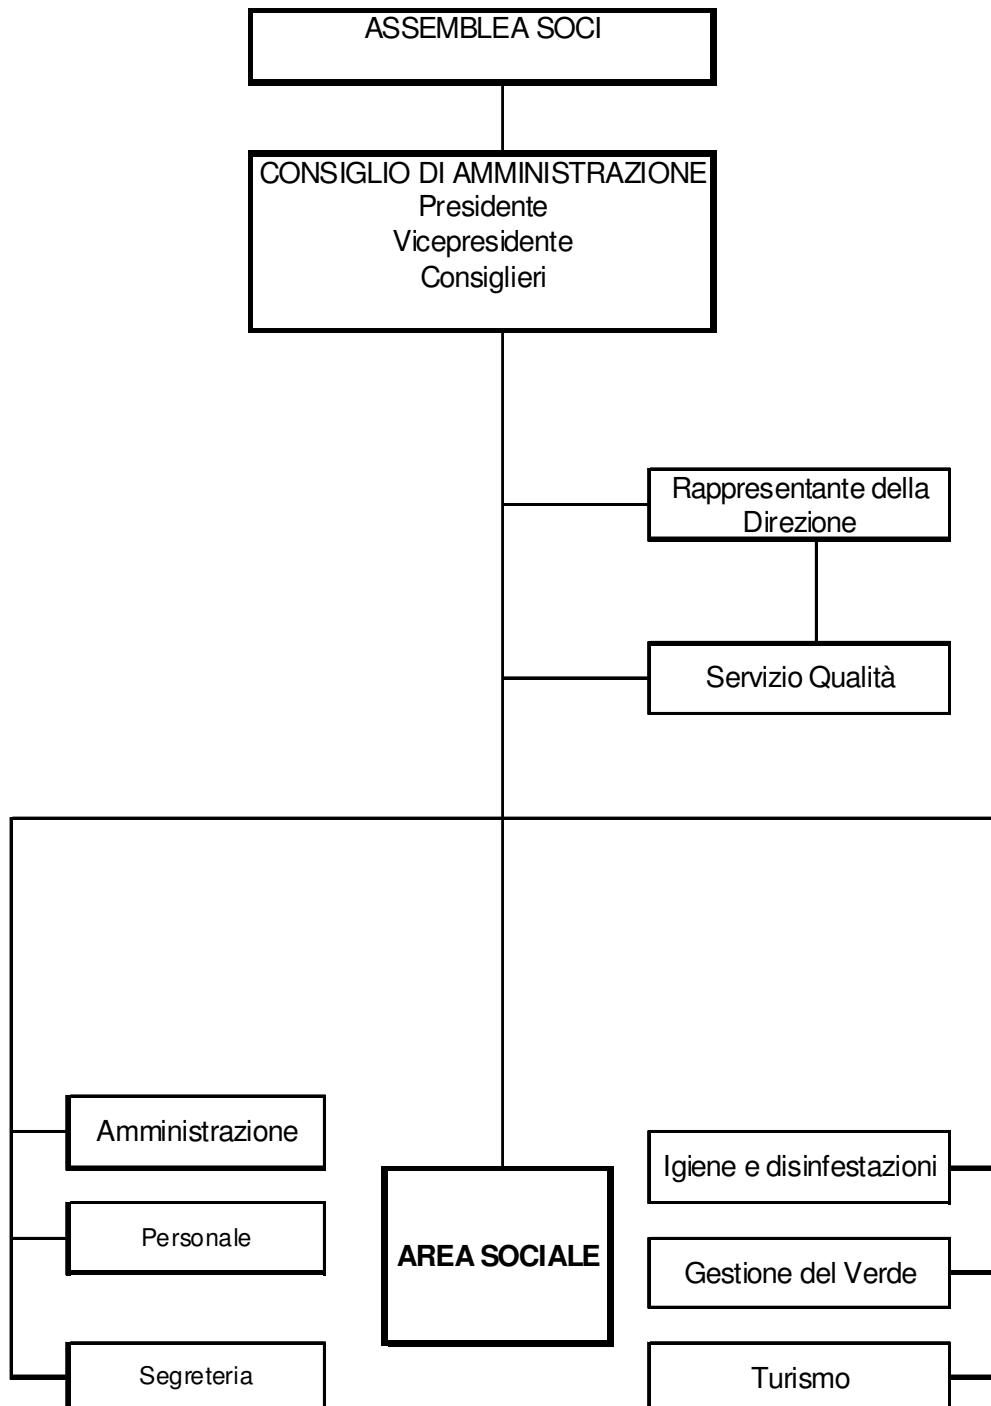 ASSEMBLEA SOCI
CONSIGLIO DI AMMINISTRAZIONE
Presidente
Vicepresidente
Consiglieri
Rappresentante della
Direzione
Servizio Qualità
Amministrazione
Personale
Segreteria
AREA SOCIALE
Igiene e disinfestazioni
Gestione del Verde
Turismo